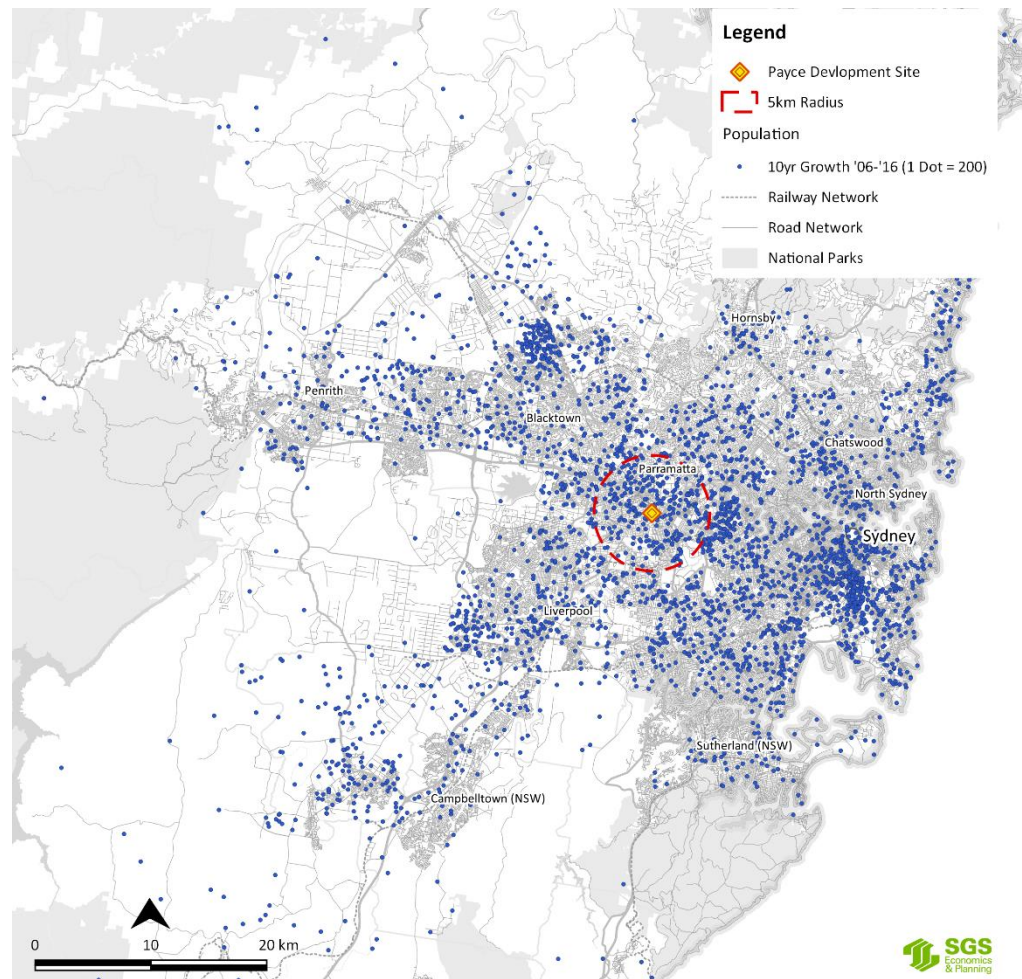 Legend
Payce Devlopment Site
5km Radius
Population
10yr Growth '06-'16 (1 Dot = 200)
Railway Network
Road Network
National Parks
Hornsby
Penrith
Blacktown
Chatswood
Parramatta
North Sydney
Sydney
Liverpool
Sutherland (NSW)
Campbelltown (NSW)
0 10 20 km
SGS
Economics
& Planning